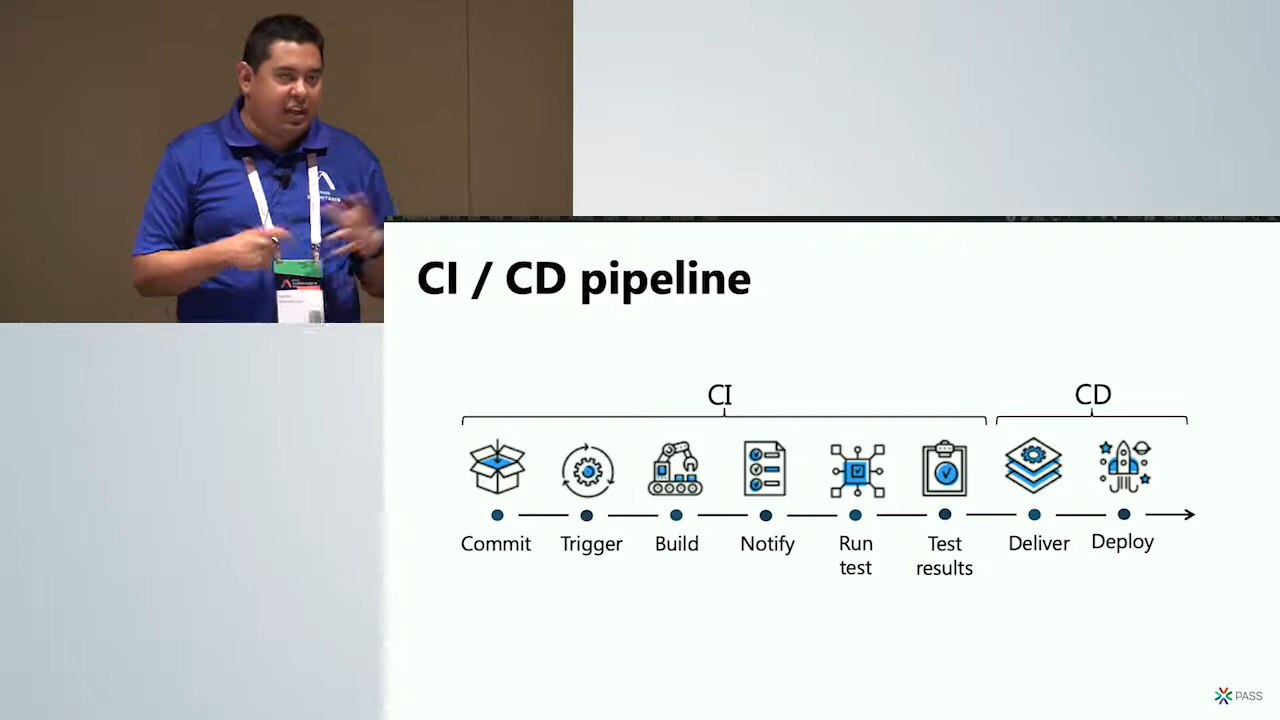 CI / CD pipeline
CI
CD
Commit
Trigger
Build
Notify
Run
test
Test
results
Deliver
Deploy
PASS